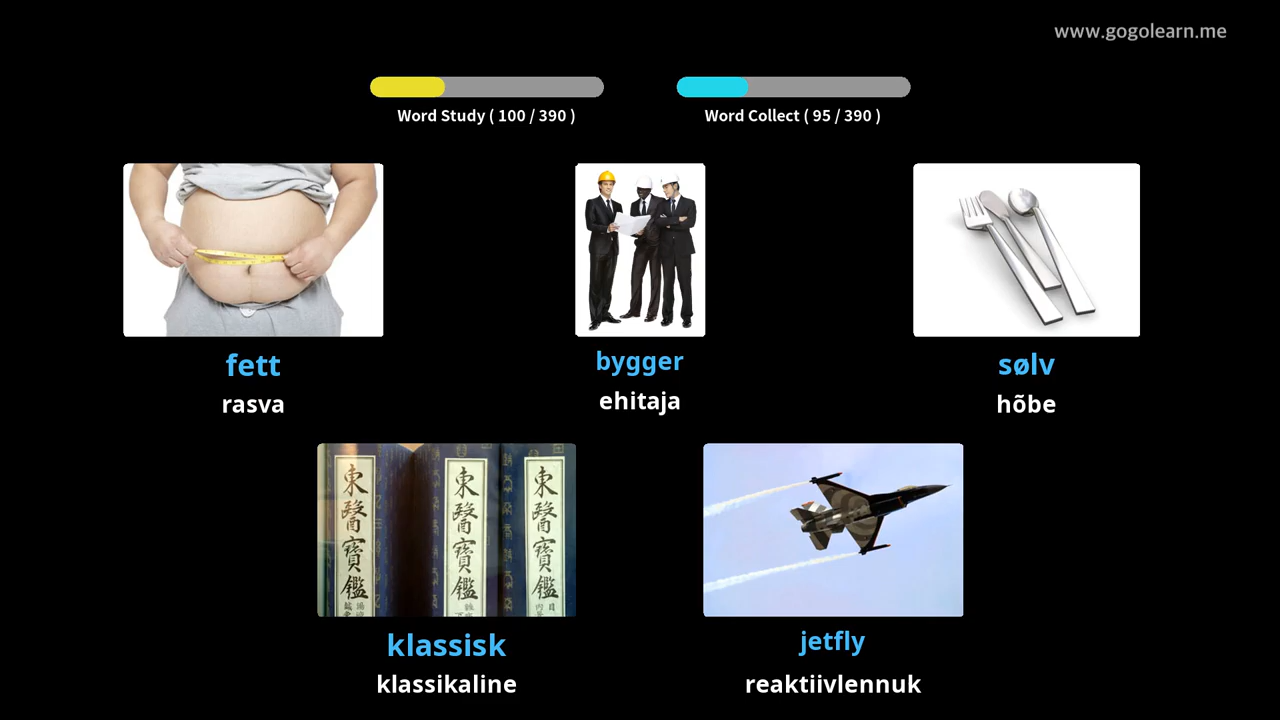 www.gogolearn.me
Word Study ( 100 / 390 )
Word Collect ( 95 / 390 )
fett
rasva
bygger
ehitaja
sølv
hõbe
東醫寶鑑
東醫寶鑑
東醫寶鑑
klassisk
klassikaline
jetfly
reaktiivlennuk